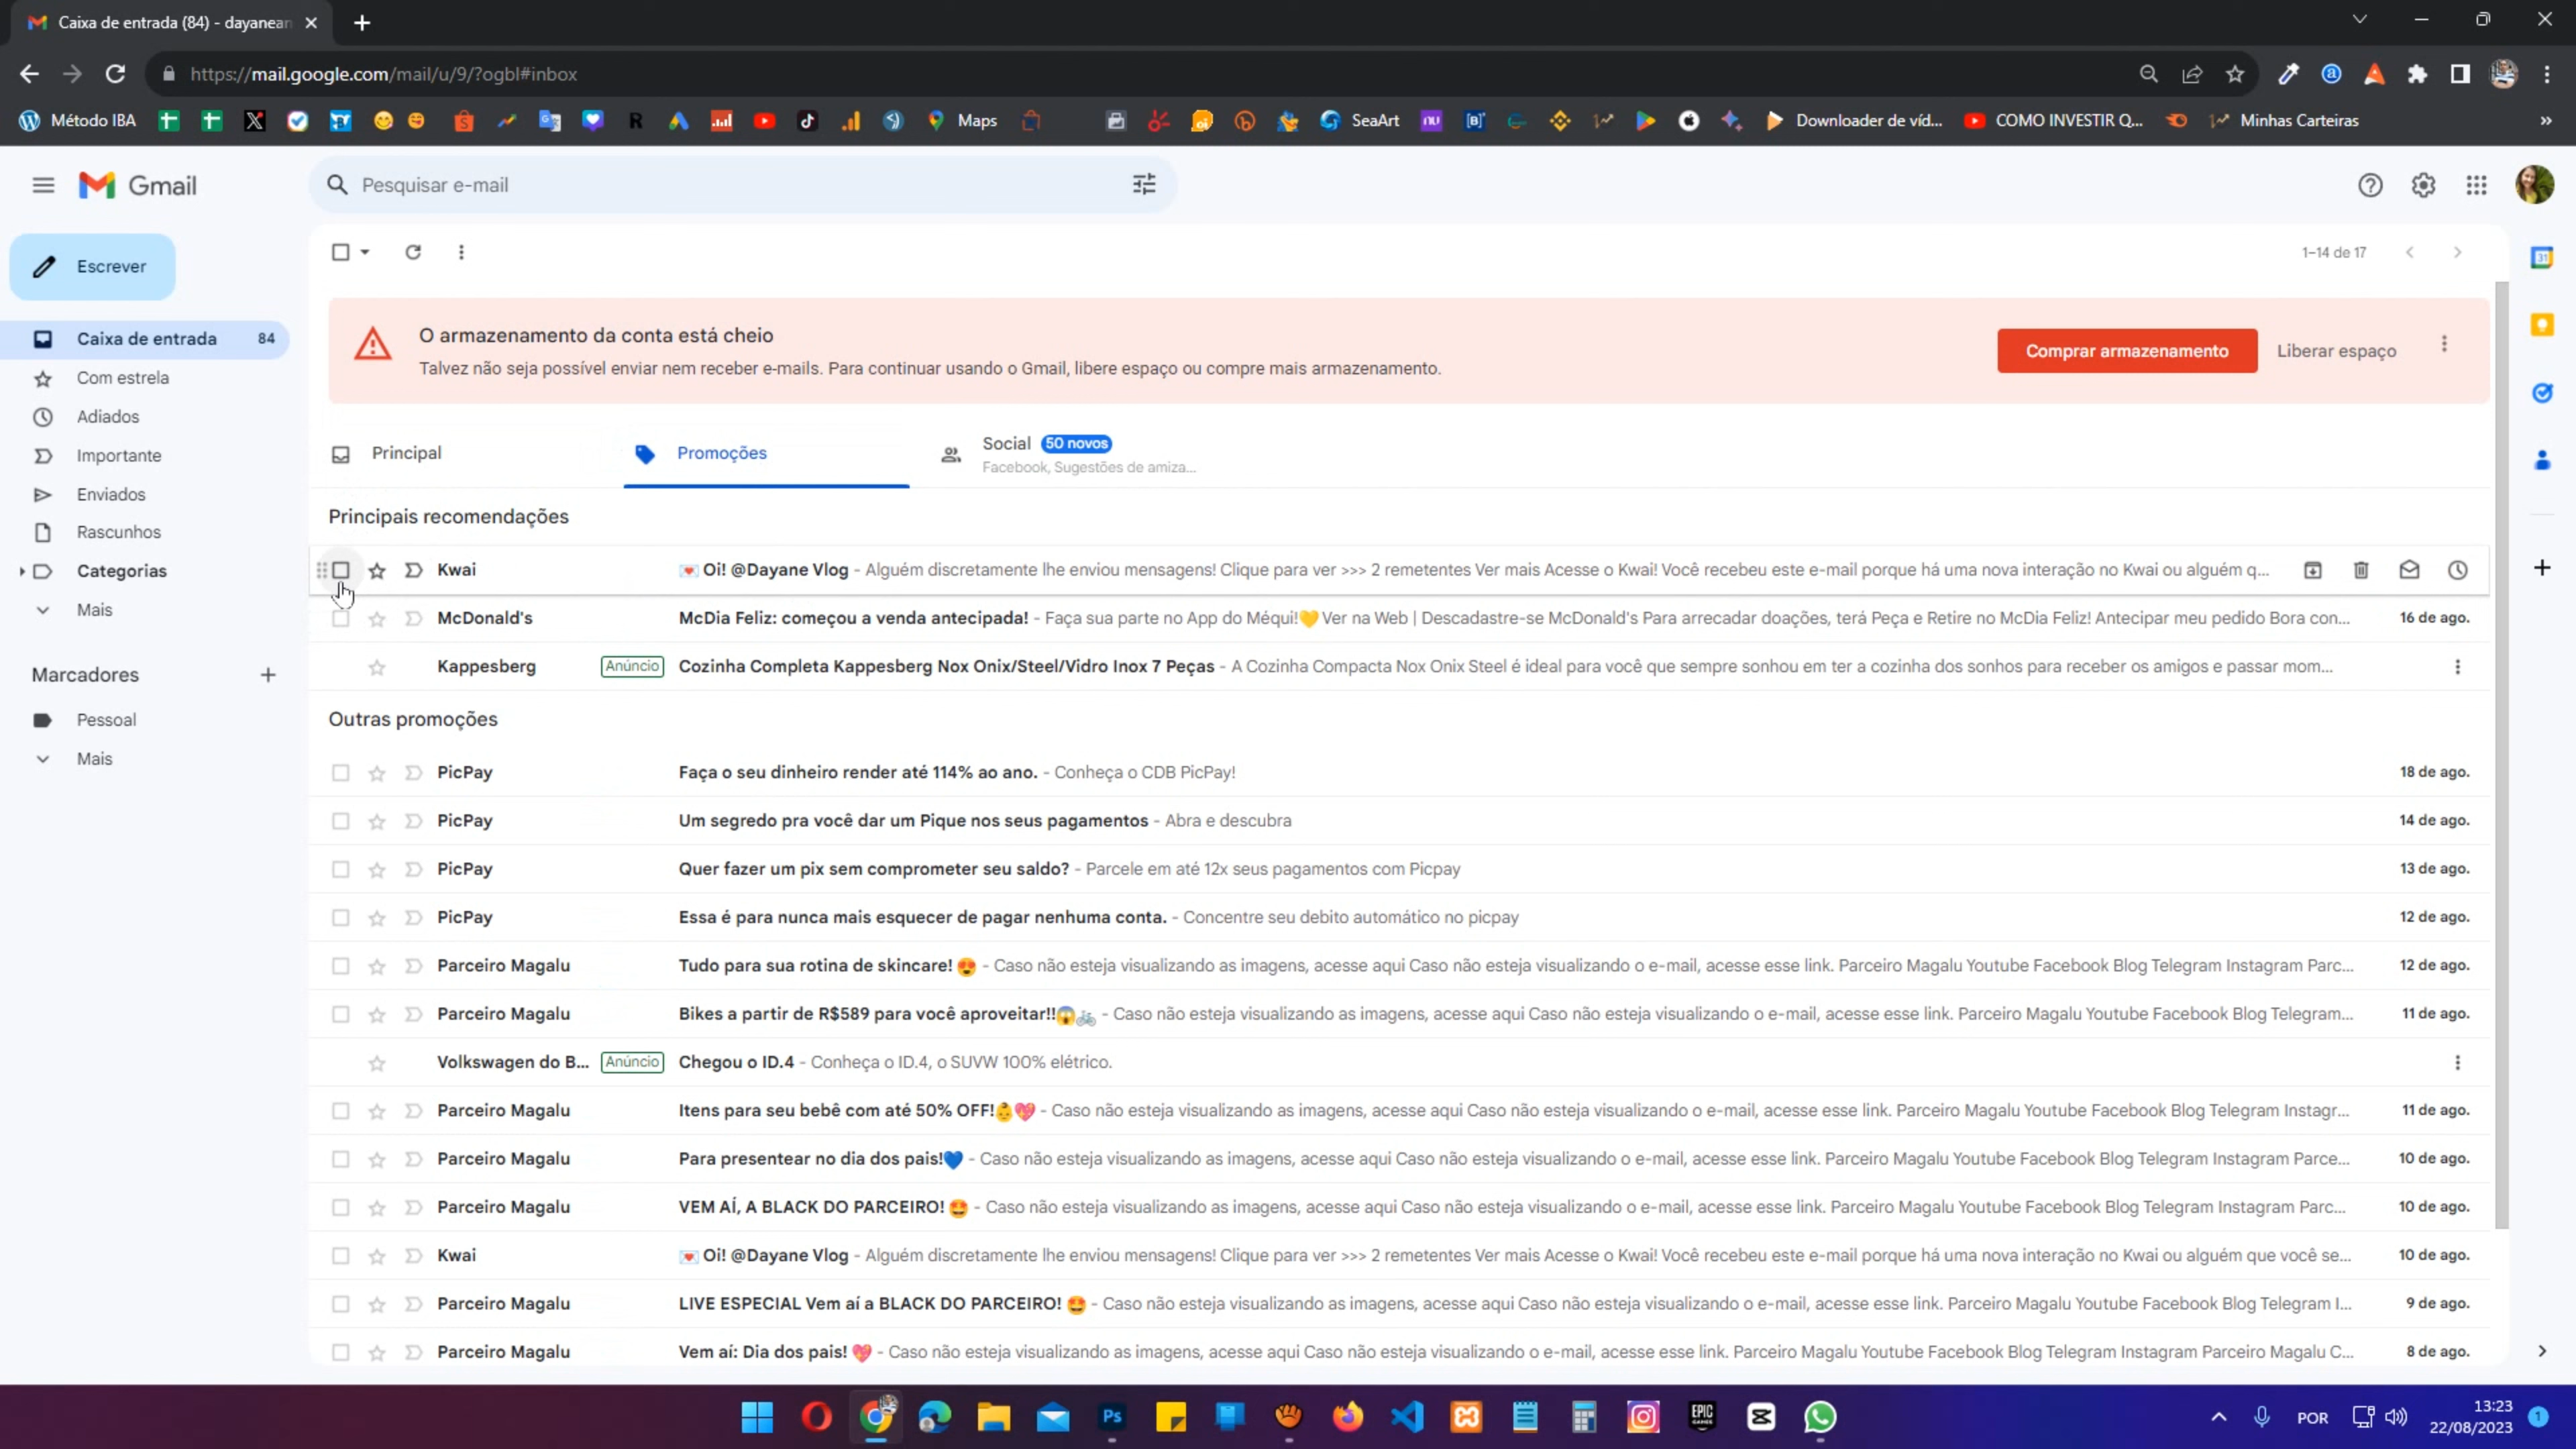 Caixa de entrada (84) - dayanean
https://mail.google.com/mail/u/9/?ogbl#inbox
Método IBA
Maps
SeaArt
Downloader de víd...
COMO INVESTIR Q...
Minhas Carteiras
Gmail
Pesquisar e-mail
Escrever
1–14 de 17
Caixa de entrada 84
Com estrela
Adiados
Importante
Enviados
Rascunhos
Categorias
Mais
Marcadores
Pessoal
Mais
O armazenamento da conta está cheio
Talvez não seja possível enviar nem receber e-mails. Para continuar usando o Gmail, libere espaço ou compre mais armazenamento.
Comprar armazenamento
Liberar espaço
Principal
Promoções
Social 50 novos
Facebook, Sugestões de amiza...
Principais recomendações
Kwai 💌 Oi! @Dayane Vlog - Alguém discretamente lhe enviou mensagens! Clique para ver >>> 2 remetentes Ver mais Acesse o Kwai! Você recebeu este e-mail porque há uma nova interação no Kwai ou alguém q...
McDonald's McDia Feliz: começou a venda antecipada! - Faça sua parte no App do Méqui!💛 Ver na Web | Descadastre-se McDonald's Para arrecadar doações, terá Peça e Retire no McDia Feliz! Antecipar meu pedido Bora con... 16 de ago.
Kappesberg Anúncio Cozinha Completa Kappesberg Nox Onix/Steel/Vidro Inox 7 Peças - A Cozinha Compacta Nox Onix Steel é ideal para você que sempre sonhou em ter a cozinha dos sonhos para receber os amigos e passar mom...
Outras promoções
PicPay Faça o seu dinheiro render até 114% ao ano. - Conheça o CDB PicPay! 18 de ago.
PicPay Um segredo pra você dar um Pique nos seus pagamentos - Abra e descubra 14 de ago.
PicPay Quer fazer um pix sem comprometer seu saldo? - Parcele em até 12x seus pagamentos com Picpay 13 de ago.
PicPay Essa é para nunca mais esquecer de pagar nenhuma conta. - Concentre seu debito automático no picpay 12 de ago.
Parceiro Magalu Tudo para sua rotina de skincare! 😍 - Caso não esteja visualizando as imagens, acesse aqui Caso não esteja visualizando o e-mail, acesse esse link. Parceiro Magalu Youtube Facebook Blog Telegram Instagram Parc... 12 de ago.
Parceiro Magalu Bikes a partir de R$589 para você aproveitar!!😱🚲 - Caso não esteja visualizando as imagens, acesse aqui Caso não esteja visualizando o e-mail, acesse esse link. Parceiro Magalu Youtube Facebook Blog Telegram... 11 de ago.
Volkswagen do B... Anúncio Chegou o ID.4 - Conheça o ID.4, o SUVW 100% elétrico.
Parceiro Magalu Itens para seu bebê com até 50% OFF!👶💖 - Caso não esteja visualizando as imagens, acesse aqui Caso não esteja visualizando o e-mail, acesse esse link. Parceiro Magalu Youtube Facebook Blog Telegram Instagr... 11 de ago.
Parceiro Magalu Para presentear no dia dos pais!💙 - Caso não esteja visualizando as imagens, acesse aqui Caso não esteja visualizando o e-mail, acesse esse link. Parceiro Magalu Youtube Facebook Blog Telegram Instagram Parce... 10 de ago.
Parceiro Magalu VEM AÍ, A BLACK DO PARCEIRO! 🤩 - Caso não esteja visualizando as imagens, acesse aqui Caso não esteja visualizando o e-mail, acesse esse link. Parceiro Magalu Youtube Facebook Blog Telegram Instagram Parc... 10 de ago.
Kwai 💌 Oi! @Dayane Vlog - Alguém discretamente lhe enviou mensagens! Clique para ver >>> 2 remetentes Ver mais Acesse o Kwai! Você recebeu este e-mail porque há uma nova interação no Kwai ou alguém que você se... 10 de ago.
Parceiro Magalu LIVE ESPECIAL Vem aí a BLACK DO PARCEIRO! 🤩 - Caso não esteja visualizando as imagens, acesse aqui Caso não esteja visualizando o e-mail, acesse esse link. Parceiro Magalu Youtube Facebook Blog Telegram I... 9 de ago.
Parceiro Magalu Vem aí: Dia dos pais! 💖 - Caso não esteja visualizando as imagens, acesse aqui Caso não esteja visualizando o e-mail, acesse esse link. Parceiro Magalu Youtube Facebook Blog Telegram Instagram Parceiro Magalu C... 8 de ago.
Ps
EPIC
POR
13:23
22/08/2023
1